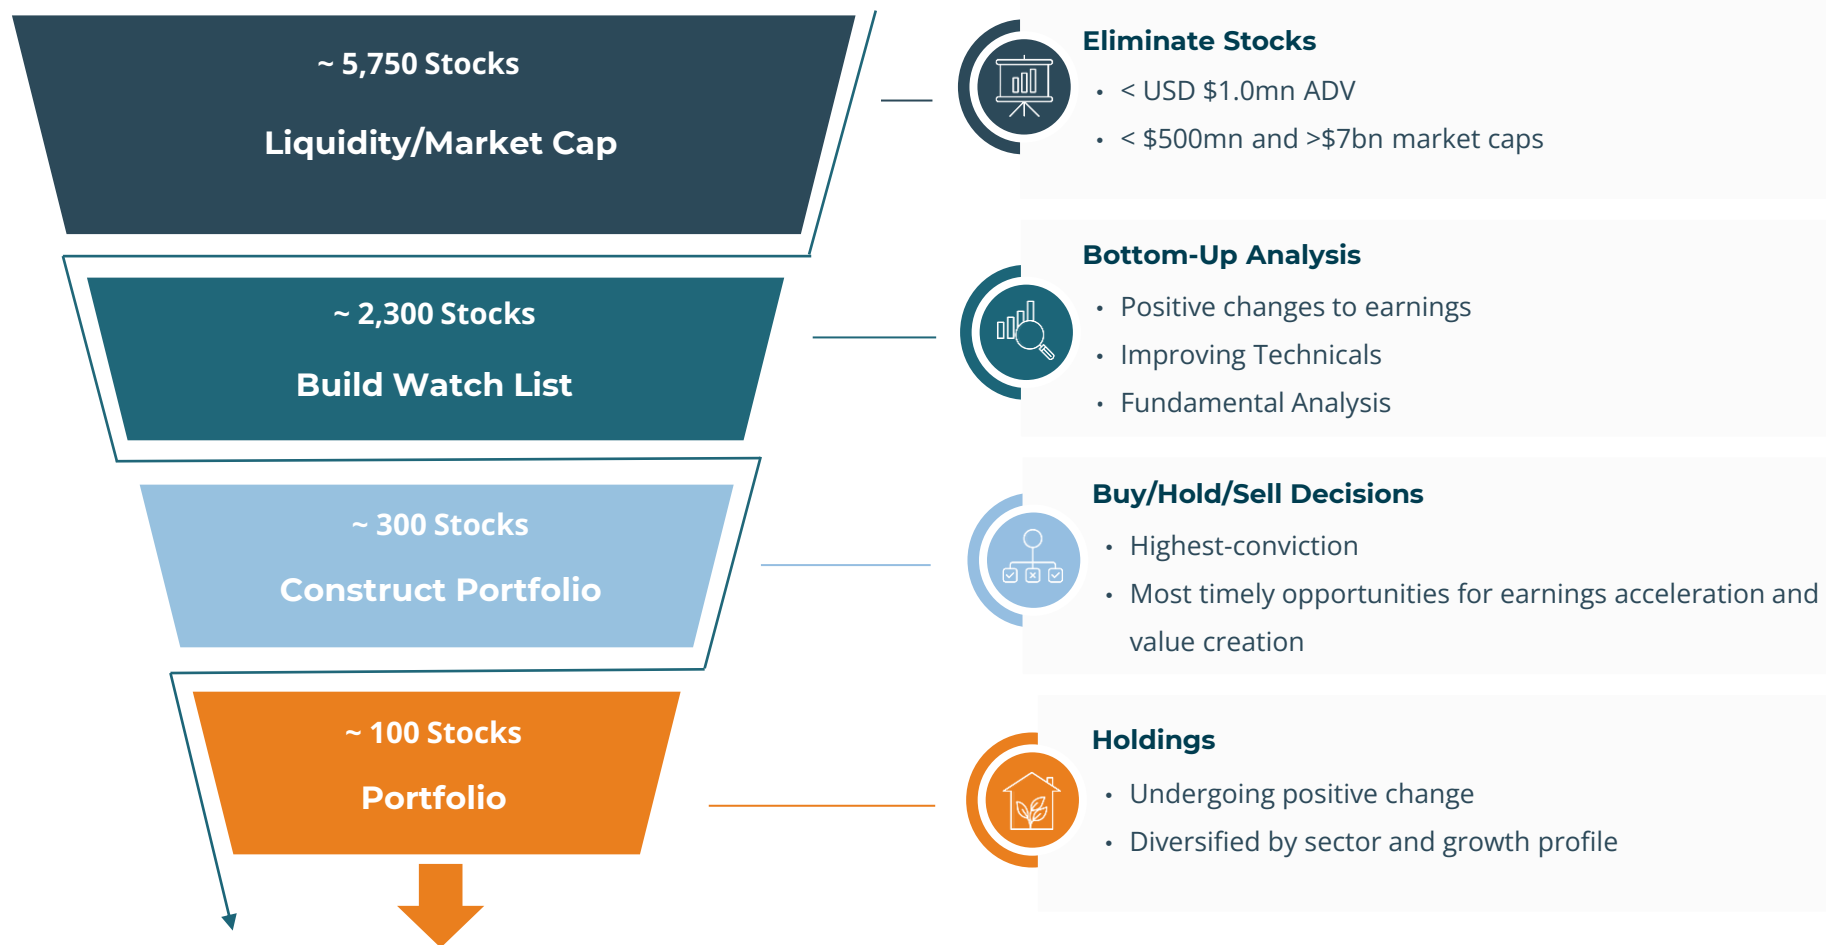 ~ 5,750 Stocks
Liquidity/Market Cap
Eliminate Stocks
• < USD $1.0mn ADV
• < $500mn and >$7bn market caps
~ 2,300 Stocks
Build Watch List
Bottom-Up Analysis
• Positive changes to earnings
• Improving Technicals
• Fundamental Analysis
~ 300 Stocks
Construct Portfolio
Buy/Hold/Sell Decisions
• Highest-conviction
• Most timely opportunities for earnings acceleration and
value creation
~ 100 Stocks
Portfolio
Holdings
• Undergoing positive change
• Diversified by sector and growth profile